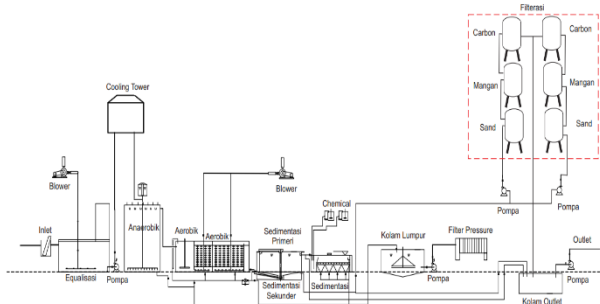 Filterasi
Carbon
Carbon
Mangan
Mangan
Sand
Sand
Pompa
Pompa
Cooling Tower
Blower
Blower
Inlet
Equalisasi
Pompa
Anaerobik
Aerobik
Aerobik
Sedimentasi
Primeri
Sedimentasi
Sekunder
Chemical
Sedimentasi
Kolam Lumpur
Filter Pressure
Pompa
Outlet
Pompa
Kolam Outlet